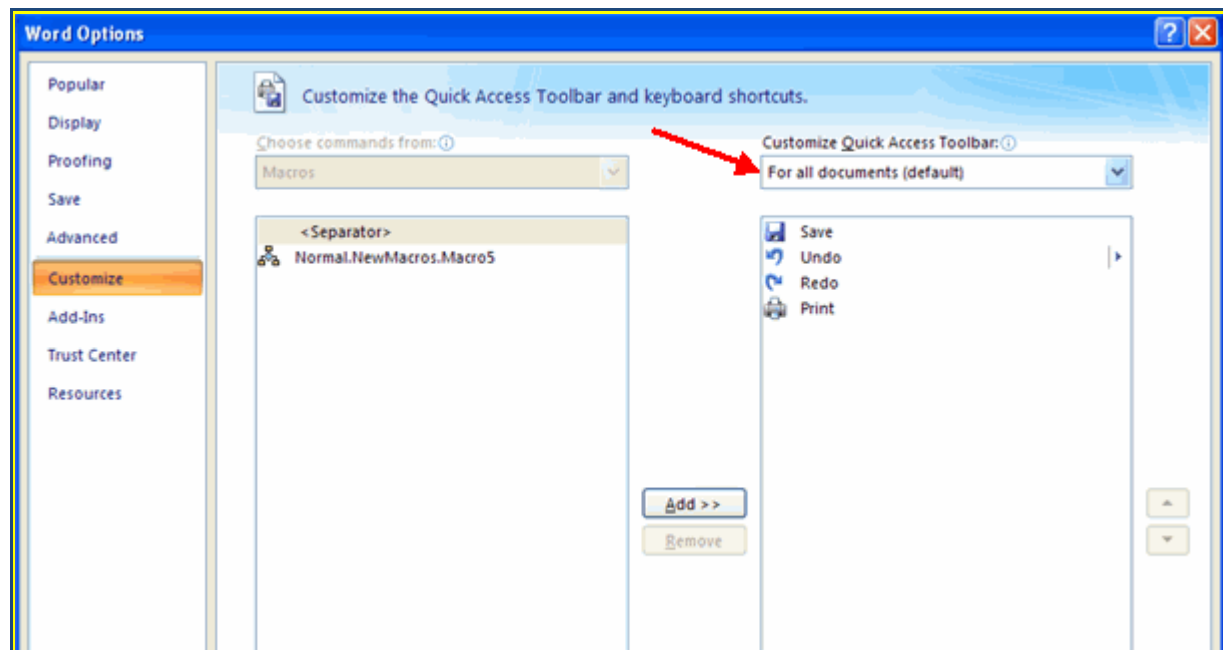 Word Options
Popular
Display
Proofing
Save
Advanced
Customize
Add-Ins
Trust Center
Resources
Customize the Quick Access Toolbar and keyboard shortcuts.
Choose commands from:
Macros
<Separator>
Normal.NewMacros.Macro5
Add >>
Remove
Customize Quick Access Toolbar:
For all documents (default)
Save
Undo
Redo
Print